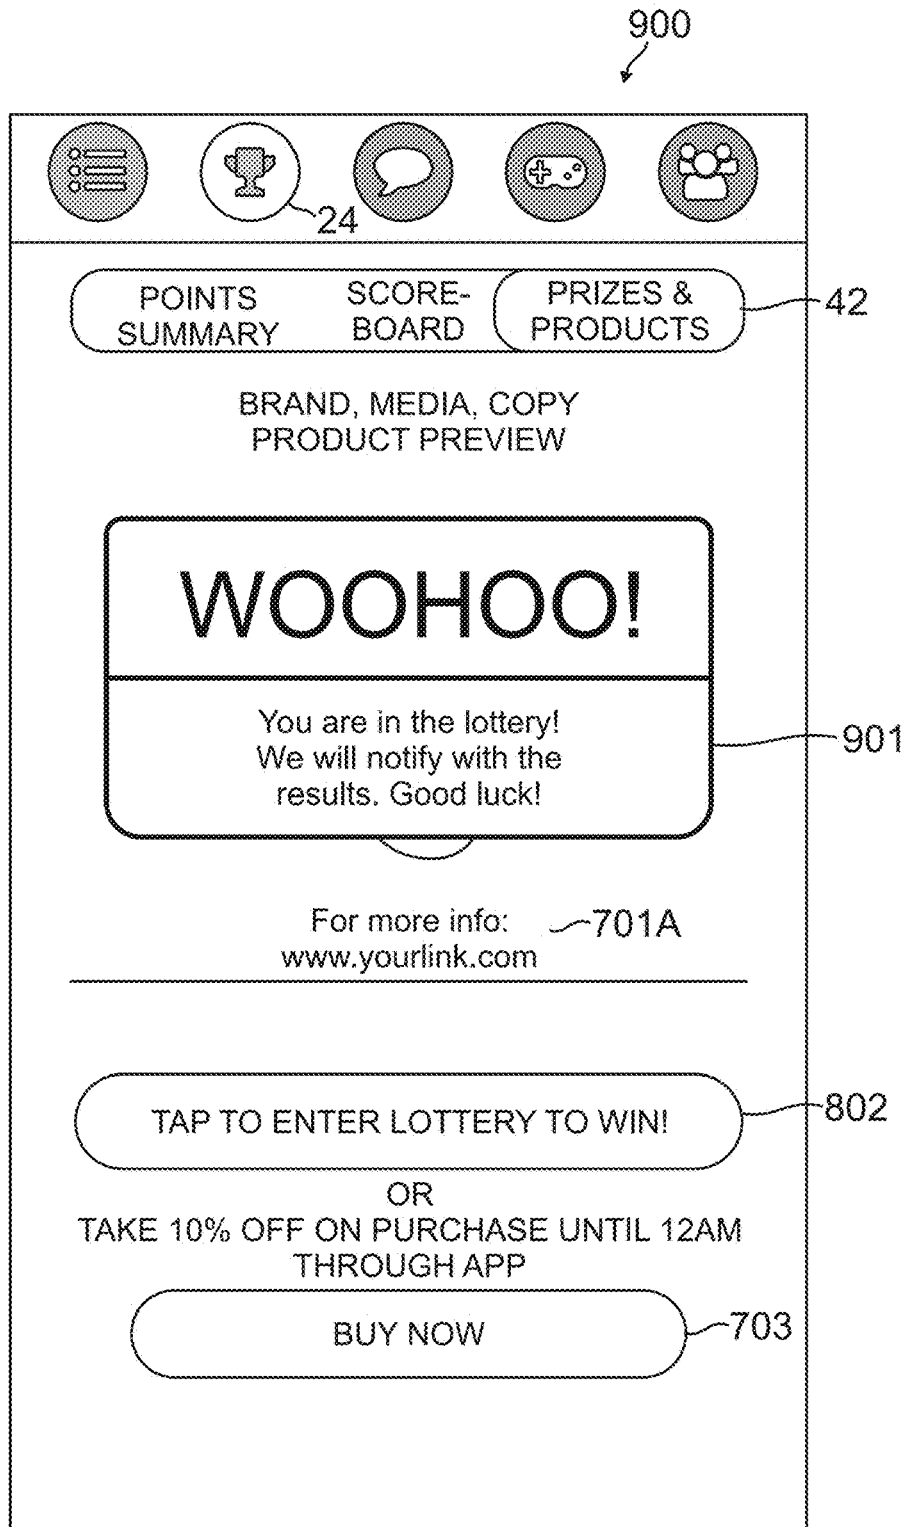 900
24
POINTS SUMMARY
SCORE-BOARD
PRIZES & PRODUCTS
42
BRAND, MEDIA, COPY
PRODUCT PREVIEW
WOOHOO!
You are in the lottery!
We will notify with the
results. Good luck!
901
For more info:
701A
www.yourlink.com
TAP TO ENTER LOTTERY TO WIN!
802
OR
TAKE 10% OFF ON PURCHASE UNTIL 12AM
THROUGH APP
BUY NOW
703